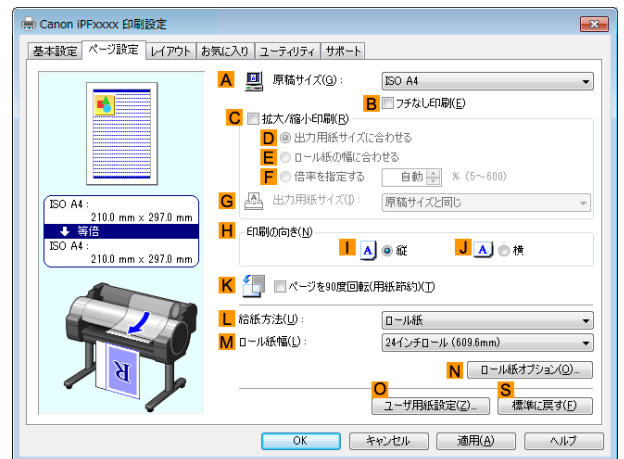 Canon iPFxxxx 印刷設定
基本設定 ページ設定 レイアウト お気に入り ユーティリティ サポート
A 原稿サイズ(G): ISO A4
B フチなし印刷(E)
C 拡大/縮小印刷(R)
D 出力用紙サイズに合わせる
E ロール紙の幅に合わせる
F 倍率を指定する 自動 % (5～600)
G 出力用紙サイズ(I): 原稿サイズと同じ
ISO A4:
210.0 mm x 297.0 mm
等倍
ISO A4:
210.0 mm x 297.0 mm
H 印刷の向き(N)
I A 縦 J A 横
K ページを90度回転(用紙節約)(T)
L 給紙方法(U): ロール紙
M ロール紙幅(L): 24インチロール (609.6mm)
N ロール紙オプション(O)...
O S
ユーザ用紙設定(Z)... 標準に戻す(F)
R
OK キャンセル 適用(A) ヘルプ